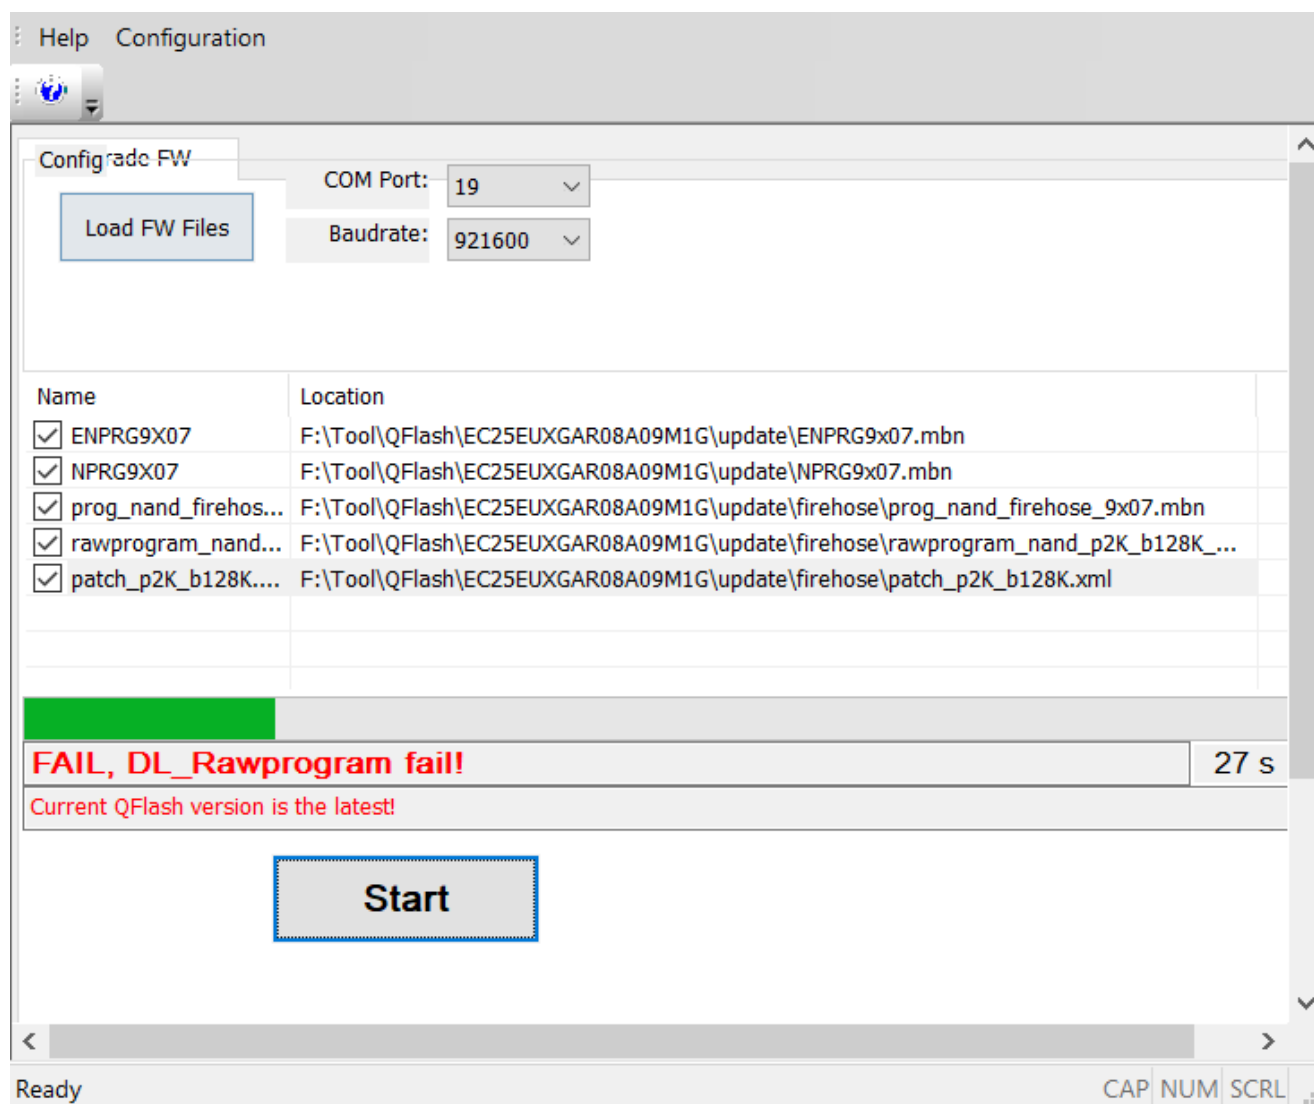 Help Configuration
Configrade FW
COM Port: 19
Load FW Files
Baudrate: 921600
Name Location
ENPRG9X07 F:\Tool\QFlash\EC25EUXGAR08A09M1G\update\ENPRG9x07.mbn
NPRG9X07 F:\Tool\QFlash\EC25EUXGAR08A09M1G\update\NPRG9x07.mbn
prog_nand_firehos... F:\Tool\QFlash\EC25EUXGAR08A09M1G\update\firehose\prog_nand_firehose_9x07.mbn
rawprogram_nand... F:\Tool\QFlash\EC25EUXGAR08A09M1G\update\firehose\rawprogram_nand_p2K_b128K_...
patch_p2K_b128K.... F:\Tool\QFlash\EC25EUXGAR08A09M1G\update\firehose\patch_p2K_b128K.xml
FAIL, DL_Rawprogram fail! 27 s
Current QFlash version is the latest!
Start
Ready CAP NUM SCRL